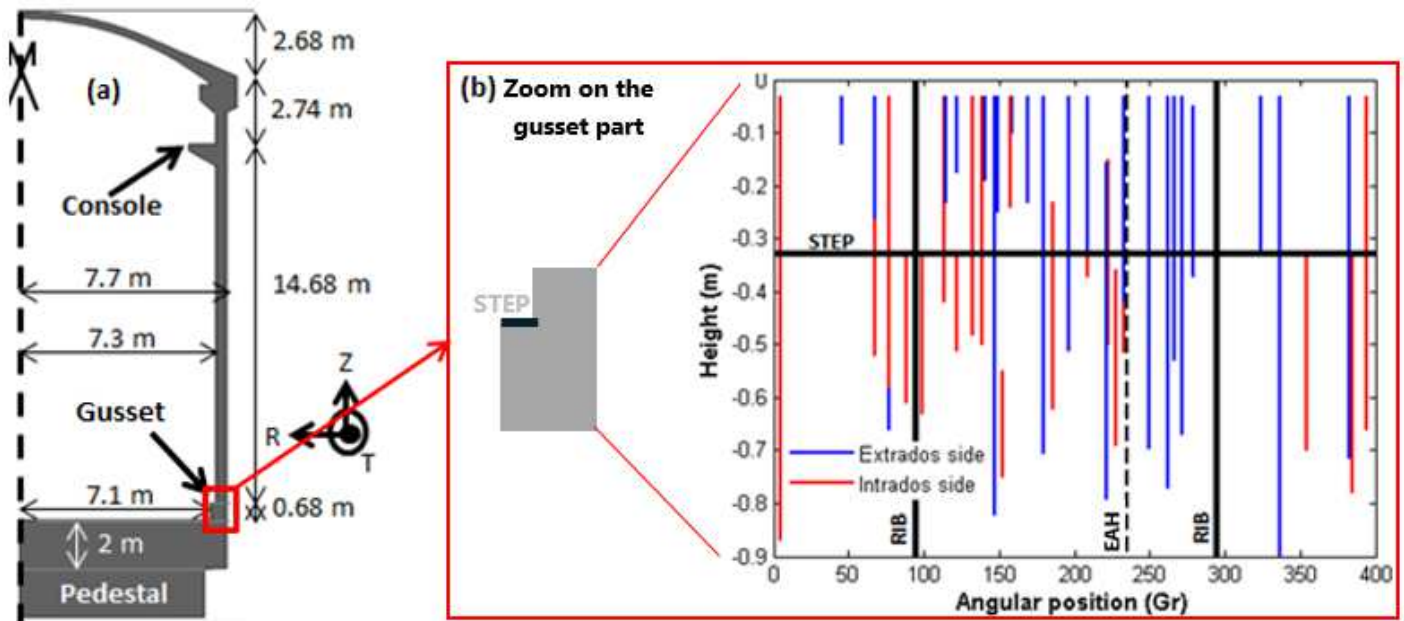 (a)
2.68 m
2.74 m
Console
7.7 m
14.68 m
7.3 m
Z
Gusset
R
T
7.1 m
0.68 m
2 m
Pedestal
(b) Zoom on the
gusset part
STEP
-0.1
-0.2
-0.3
-0.4
-0.5
-0.6
-0.7
-0.8
-0.9
Height (m)
STEP
Extrados side
Intrados side
RIB
EAH
RIB
0
50
100
150
200
250
300
350
400
Angular position (Gr)